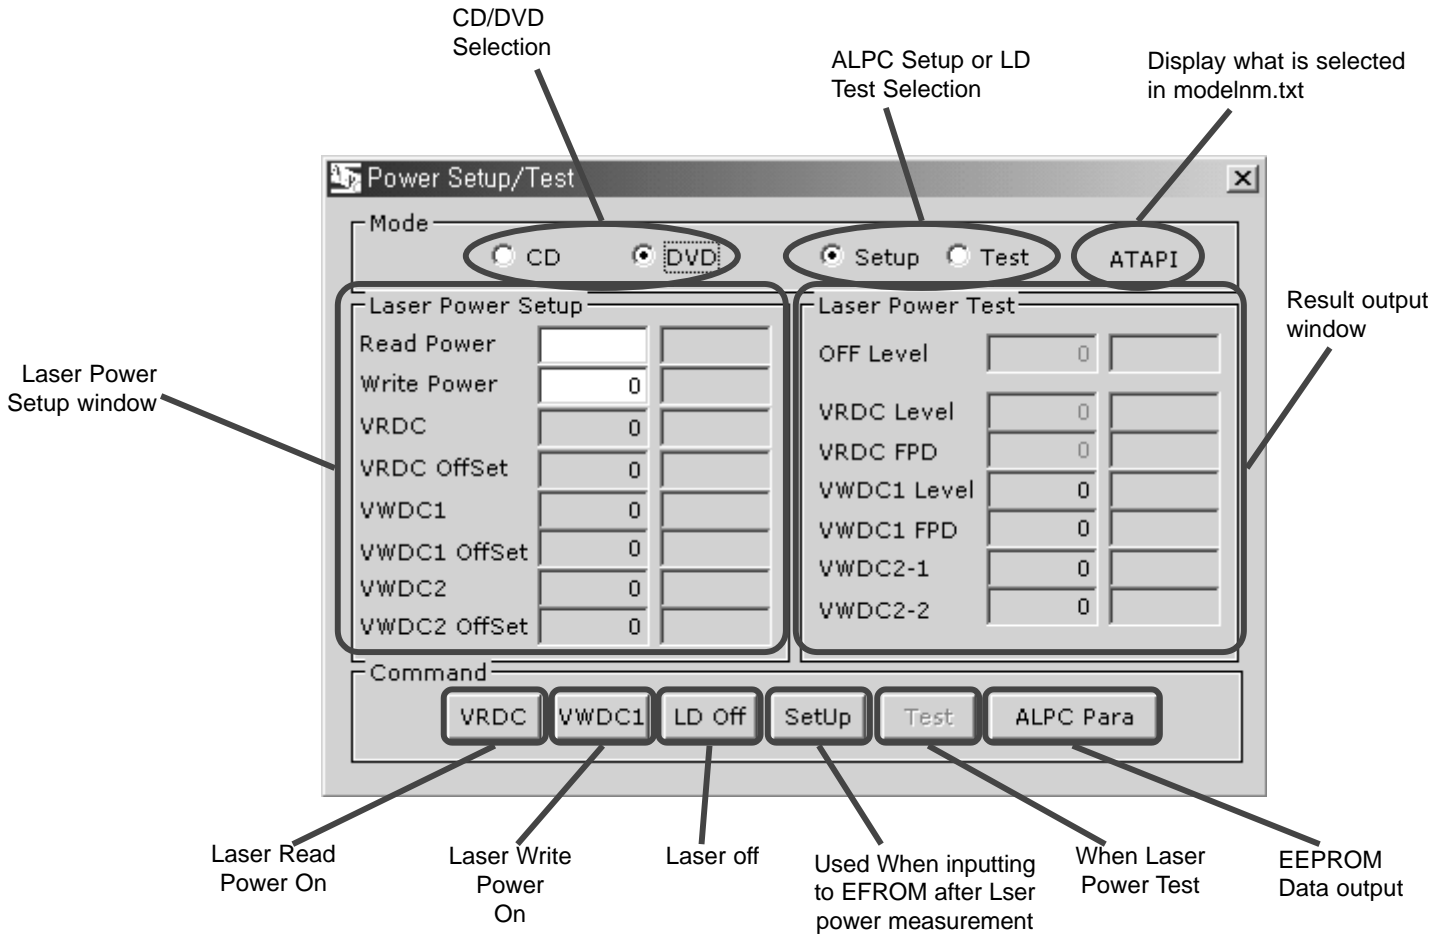 CD/DVD
Selection
ALPC Setup or LD
Test Selection
Display what is selected
in modelnm.txt
Power Setup/Test
Mode
CD
DVD
Setup
Test
ATAPI
Laser Power
Setup window
Laser Power Setup
Read Power
Write Power 0
VRDC 0
VRDC OffSet 0
VWDC1 0
VWDC1 OffSet 0
VWDC2 0
VWDC2 OffSet 0
Laser Power Test
OFF Level 0
VRDC Level 0
VRDC FPD 0
VWDC1 Level 0
VWDC1 FPD 0
VWDC2-1 0
VWDC2-2 0
Result output
window
Command
VRDC
VWDC1
LD Off
SetUp
Test
ALPC Para
Laser Read
Power On
Laser Write
Power
On
Laser off
Used When inputting
to EFROM after Lser
power measurement
When Laser
Power Test
EEPROM
Data output